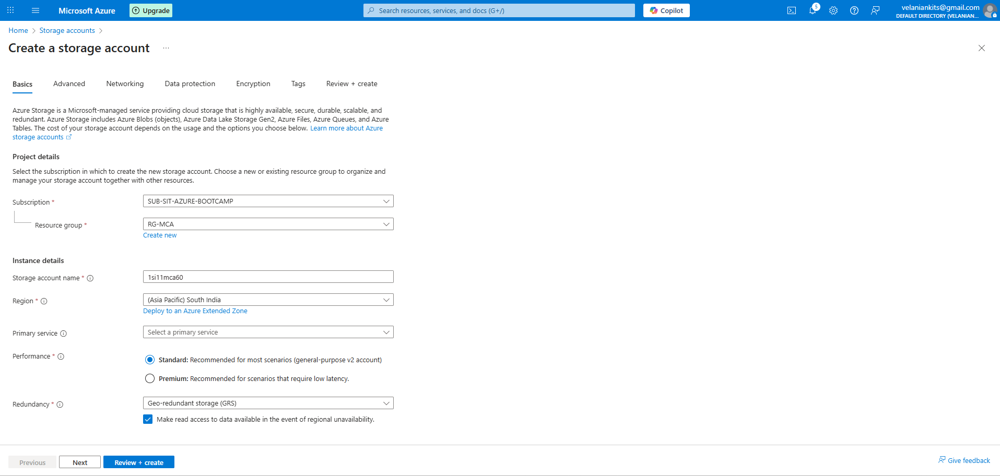 Microsoft Azure
Upgrade
Search resources, services, and docs (G+/)
Copilot
5
velaniankits@gmail.com
DEFAULT DIRECTORY (VELANIAN...
Home > Storage accounts >
Create a storage account ...
Basics Advanced Networking Data protection Encryption Tags Review + create
Azure Storage is a Microsoft-managed service providing cloud storage that is highly available, secure, durable, scalable, and
redundant. Azure Storage includes Azure Blobs (objects), Azure Data Lake Storage Gen2, Azure Files, Azure Queues, and Azure
Tables. The cost of your storage account depends on the usage and the options you choose below. Learn more about Azure
storage accounts
Project details
Select the subscription in which to create the new storage account. Choose a new or existing resource group to organize and
manage your storage account together with other resources.
Subscription * SUB-SIT-AZURE-BOOTCAMP
Resource group * RG-MCA
Create new
Instance details
Storage account name * 1si11mca60
Region * (Asia Pacific) South India
Deploy to an Azure Extended Zone
Primary service Select a primary service
Performance * Standard: Recommended for most scenarios (general-purpose v2 account)
Premium: Recommended for scenarios that require low latency.
Redundancy * Geo-redundant storage (GRS)
Make read access to data available in the event of regional unavailability.
Previous Next Review + create
Give feedback